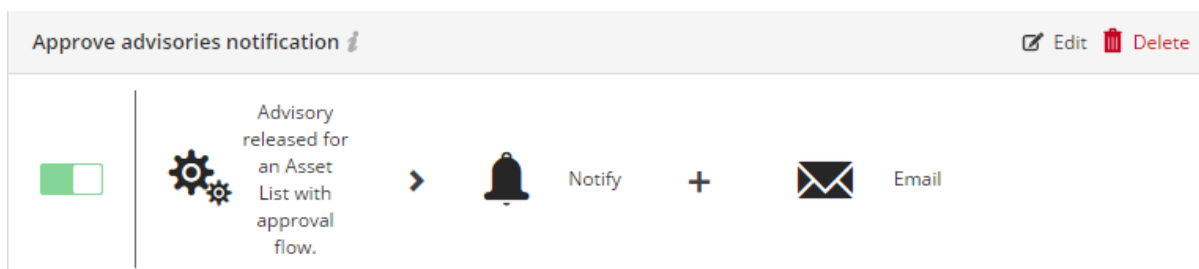 Approve advisories notification i
Edit Delete
Advisory
released for
an Asset
List with
approval
flow.
Notify + Email